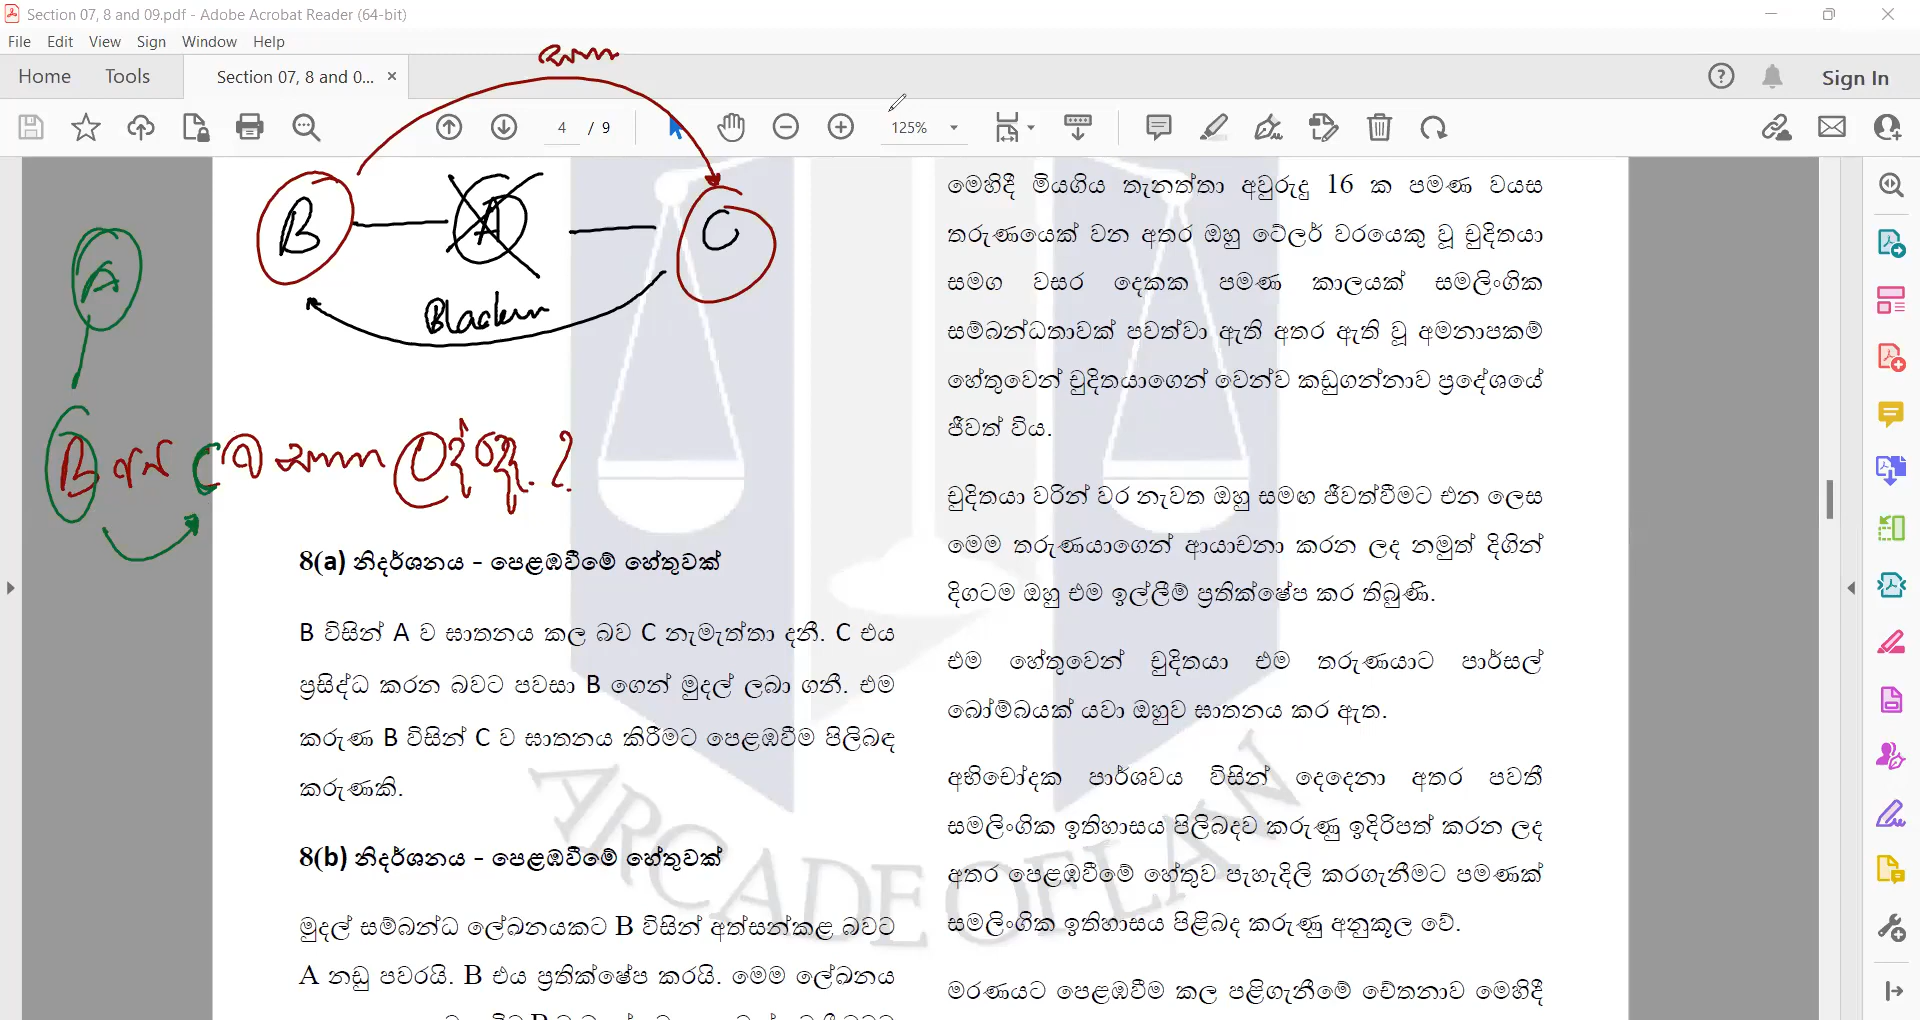 Section 07, 8 and 09.pdf - Adobe Acrobat Reader (64-bit)
File Edit View Sign Window Help
Home Tools Section 07, 8 and 0... × Sign In
4 / 9 125%
B A C
A
B C ?
8(a) නිදර්ශනය - පෙළඹවීමේ හේතුවක්
B විසින් A ව ඝාතනය කල බව C නැමැත්තා දනී. C එය
ප්‍රසිද්ධ කරන බවට පවසා B ගෙන් මුදල් ලබා ගනී. එම
කරුණ B විසින් C ව ඝාතනය කිරීමට පෙළඹවීම පිලිබඳ
කරුණකි.
8(b) නිදර්ශනය - පෙළඹවීමේ හේතුවක්
මුදල් සම්බන්ධ ලේඛනයකට B විසින් අත්සන්කළ බවට
A නඩු පවරයි. B එය ප්‍රතික්ෂේප කරයි. මෙම ලේඛනය
මෙහිදී මියගිය තැනත්තා අවුරුදු 16 ක පමණ වයස
තරුණයෙක් වන අතර ඔහු ටේලර් වරයෙකු වූ චුදිතයා
සමග වසර දෙකක පමණ කාලයක් සමලිංගික
සම්බන්ධතාවක් පවත්වා ඇති අතර ඇති වූ අමනාපකම්
හේතුවෙන් චුදිතයාගෙන් වෙන්ව කඩුගන්නාව ප්‍රදේශයේ
ජීවත් විය.
චුදිතයා වරින් වර නැවත ඔහු සමඟ ජීවත්වීමට එන ලෙස
මෙම තරුණයාගෙන් ආයාචනා කරන ලද නමුත් දිගින්
දිගටම ඔහු එම ඉල්ලීම් ප්‍රතික්ෂේප කර තිබුණි.
එම හේතුවෙන් චුදිතයා එම තරුණයාට පාර්සල්
බෝම්බයක් යවා ඔහුව ඝාතනය කර ඇත.
අභිචෝදක පාර්ශවය විසින් දෙදෙනා අතර පවතී
සමලිංගික ඉතිහාසය පිලිබදව කරුණු ඉදිරිපත් කරන ලද
අතර පෙළඹවීමේ හේතුව පැහැදිලි කරගැනීමට පමණක්
සමලිංගික ඉතිහාසය පිළිබද කරුණු අනුකූල වේ.
මරණයට පෙළඹවීම කල පළිගැනීමේ චේතනාව මෙහිදී
ARCADE OF LAW